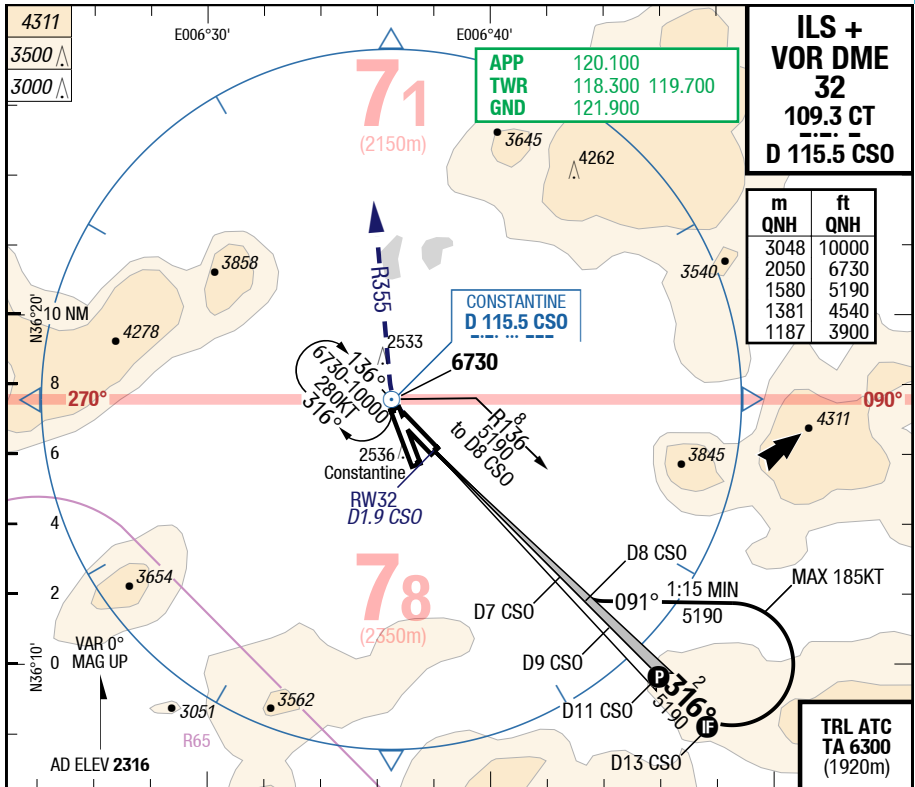 4311
3500
3000
E006°30'
E006°40'
71
(2150m)
APP 120.100
TWR 118.300 119.700
GND 121.900
ILS +
VOR DME
32
109.3 CT
D 115.5 CSO
m ft
QNH QNH
3048 10000
2050 6730
1580 5190
1381 4540
1187 3900
3645
4262
3858
3540
4278
N36°20'
10 NM
R355
CONSTANTINE
D 115.5 CSO
2533
6730
136°
6730-10000
280KT
316°
8
270°
090°
R136
8
5190
to D8 CSO
4311
3845
6
2536
Constantine
RW32
D1.9 CSO
4
78
(2350m)
3654
2
D8 CSO
1:15 MIN
091°
5190
MAX 185KT
D7 CSO
VAR 0°
MAG UP
N36°10'
0
D9 CSO
P
316°
2
5190
IF
D11 CSO
D13 CSO
3562
3051
R65
AD ELEV 2316
TRL ATC
TA 6300
(1920m)